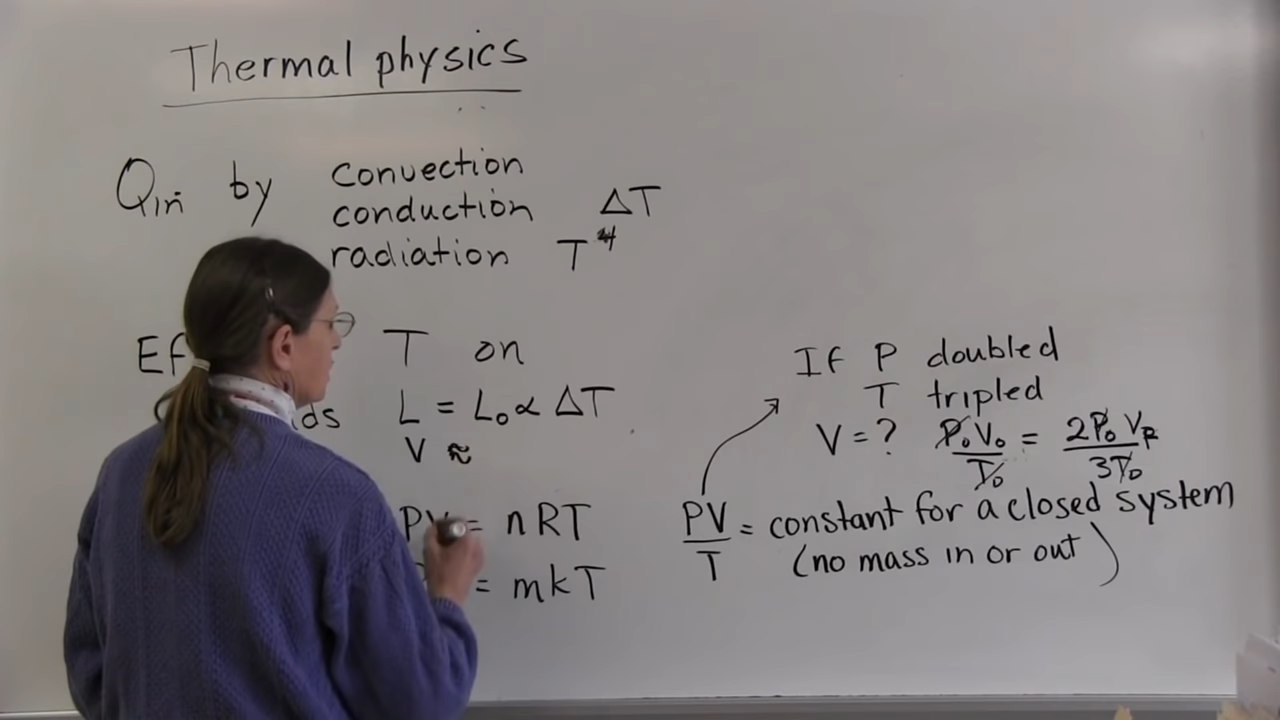 Thermal physics
Qin by convection
conduction ΔT
radiation T⁴
Ef T on
ds L = L₀ ∝ ΔT
V ≈
PV = nRT
= mkT
If P doubled
T tripled
V = ? P₀V₀/T₀ = 2P₀V_F/3T₀
PV/T = constant for a closed system
(no mass in or out)